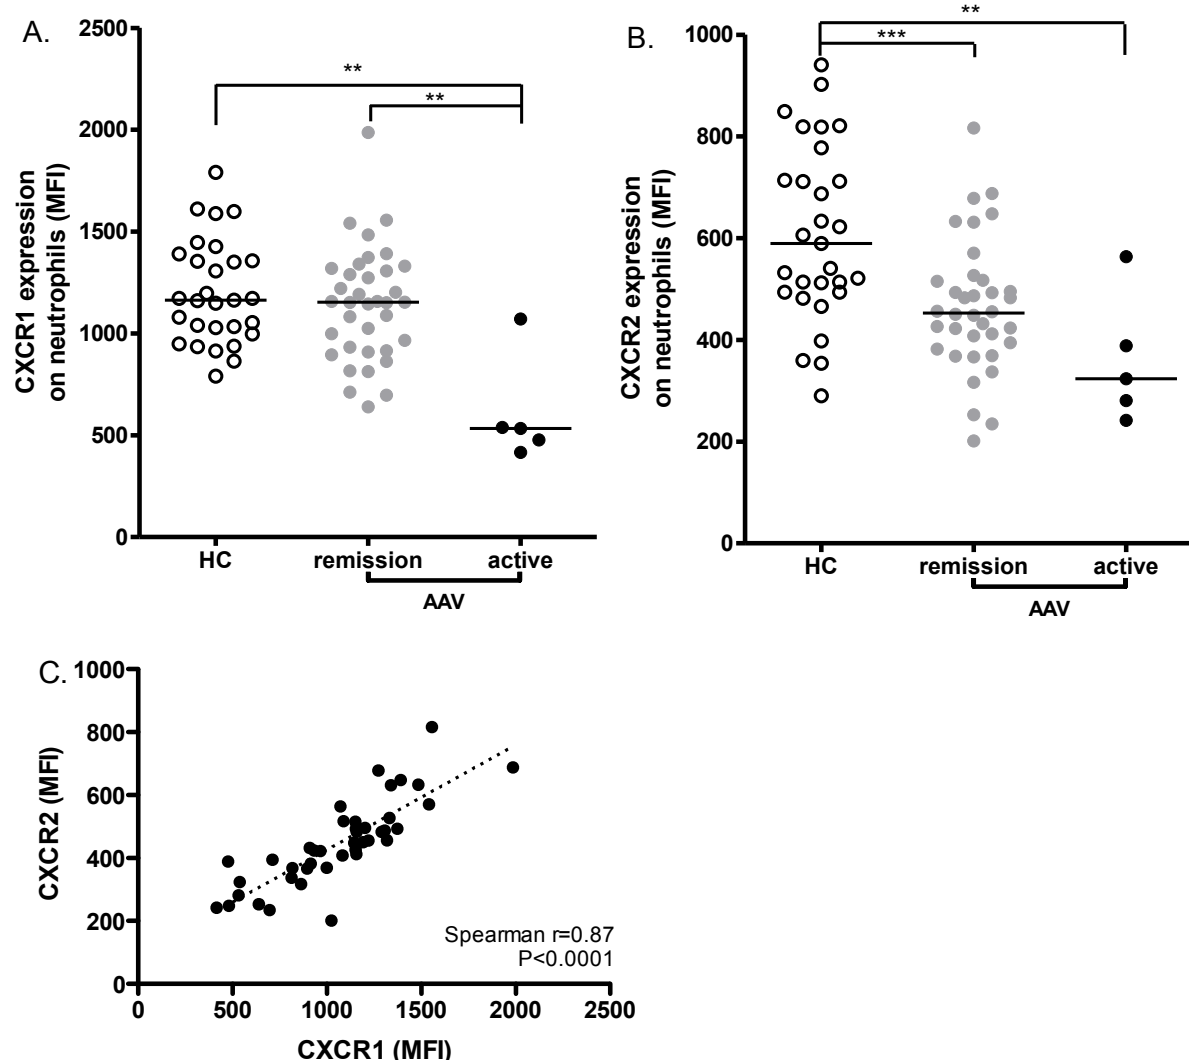 A.
CXCR1 expression
on neutrophils (MFI)
2500
2000
1500
1000
500
0
**
**
HC
remission
active
AAV
B.
CXCR2 expression
on neutrophils (MFI)
1000
800
600
400
200
0
**
***
HC
remission
active
AAV
C.
CXCR2 (MFI)
1000
800
600
400
200
0
Spearman r=0.87
P<0.0001
0 500 1000 1500 2000 2500
CXCR1 (MFI)